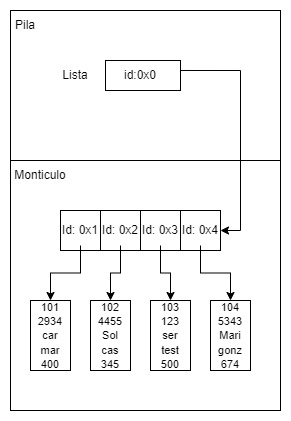 Pila
Lista
id:0x0
Monticulo
Id: 0x1 Id: 0x2 Id: 0x3 Id: 0x4
101
2934
car
mar
400
102
4455
Sol
cas
345
103
123
ser
test
500
104
5343
Mari
gonz
674